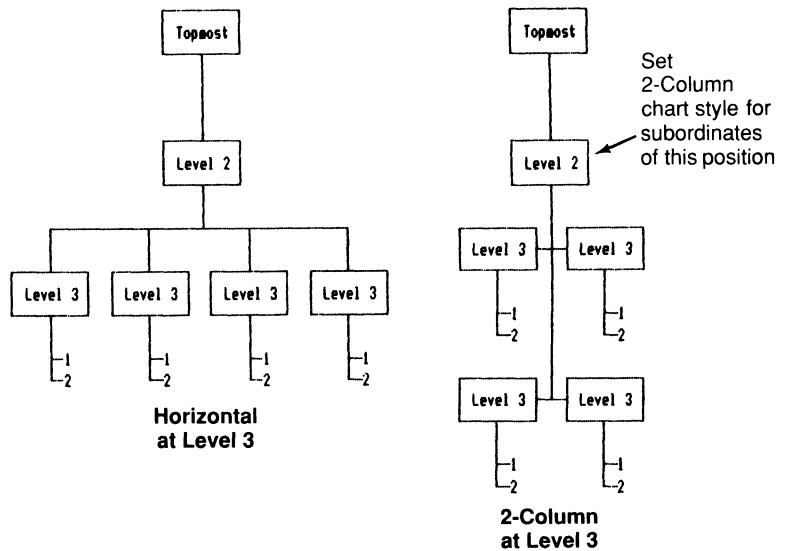 Topmost
Level 2
Level 3 Level 3 Level 3 Level 3
1 1 1 1
2 2 2 2
Horizontal
at Level 3
Topmost
Set
2-Column
chart style for
subordinates
of this position
Level 2
Level 3 Level 3
1 1
2 2
Level 3 Level 3
1 1
2 2
2-Column
at Level 3